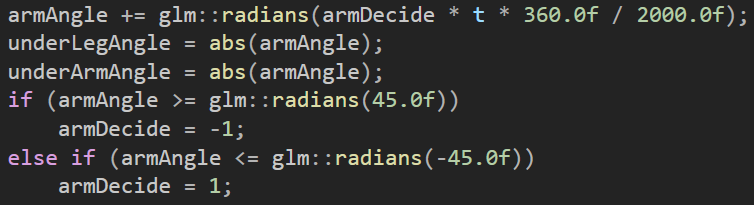 armAngle += glm::radians(armDecide * t * 360.0f / 2000.0f);
underLegAngle = abs(armAngle);
underArmAngle = abs(armAngle);
if (armAngle >= glm::radians(45.0f))
    armDecide = -1;
else if (armAngle <= glm::radians(-45.0f))
    armDecide = 1;